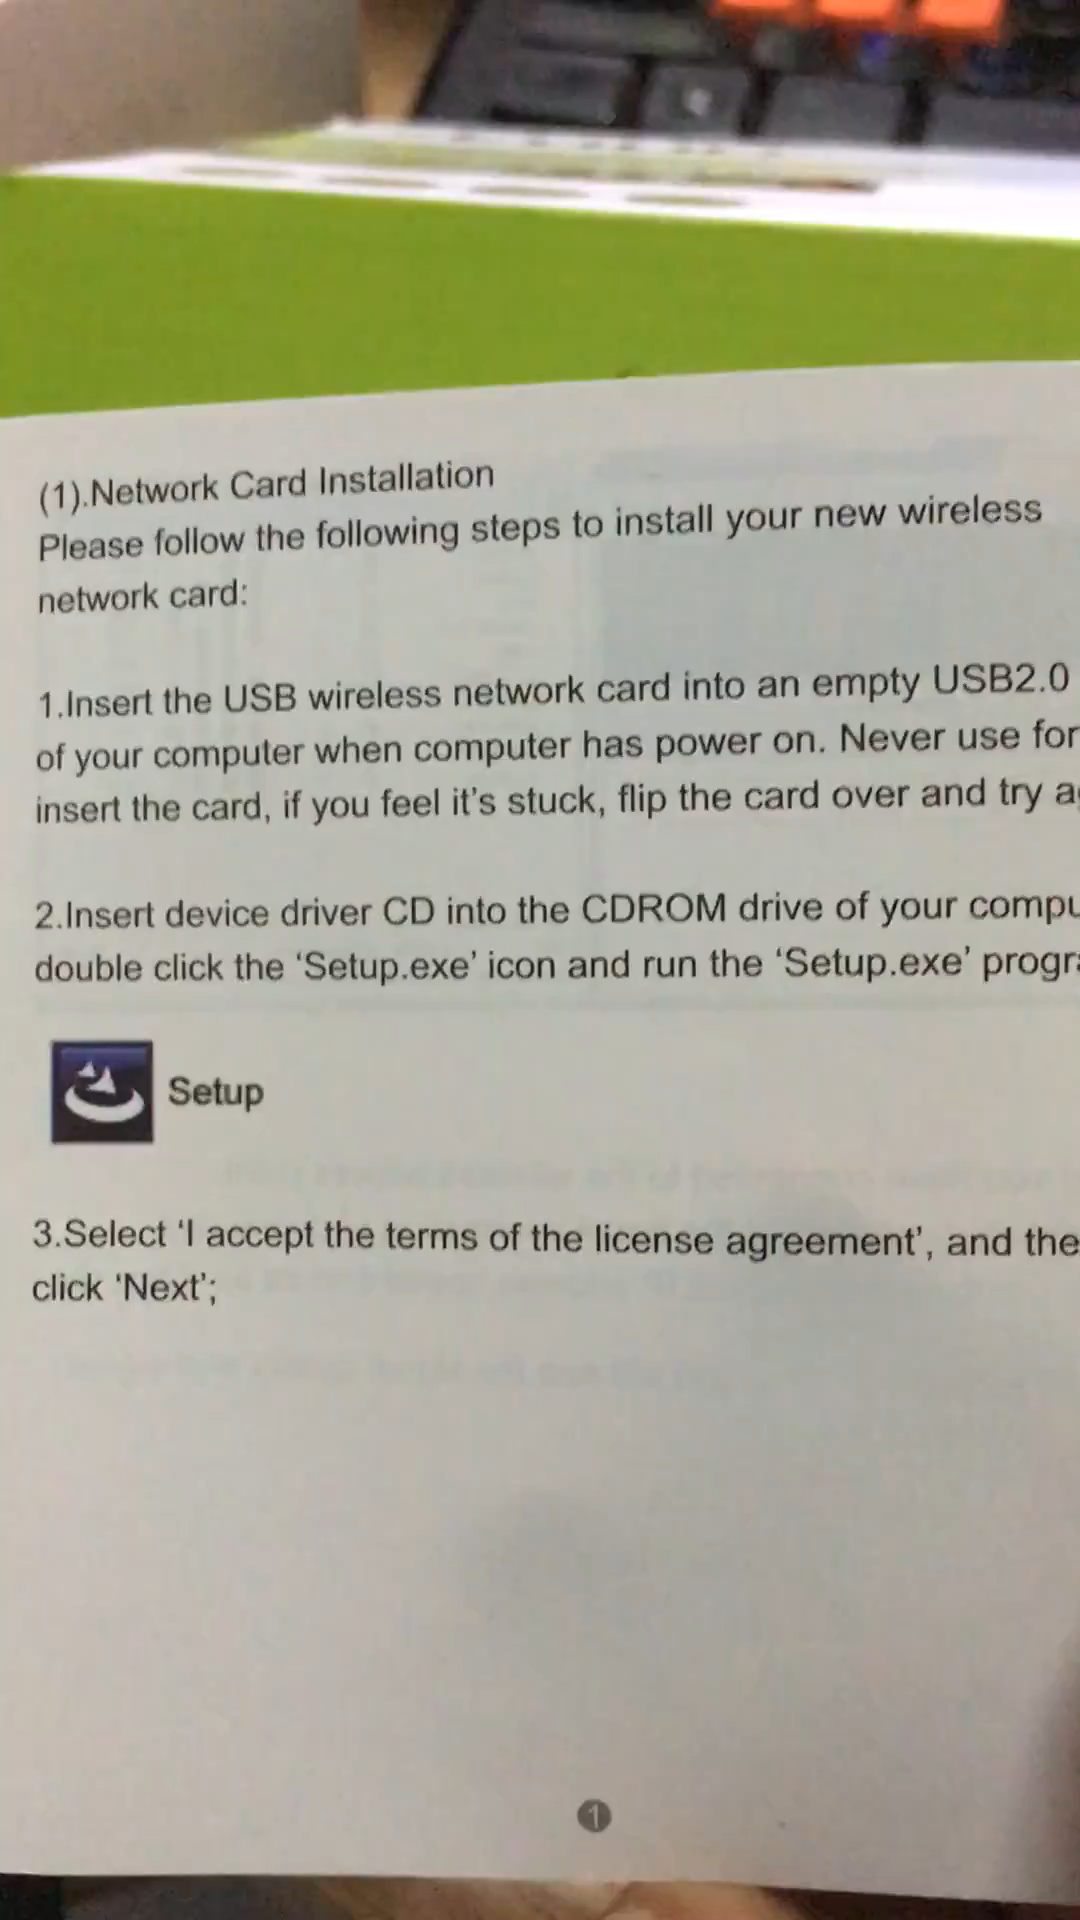 (1).Network Card Installation
Please follow the following steps to install your new wireless
network card:
1.Insert the USB wireless network card into an empty USB2.0
of your computer when computer has power on. Never use for
insert the card, if you feel it's stuck, flip the card over and try a
2.Insert device driver CD into the CDROM drive of your compu
double click the 'Setup.exe' icon and run the 'Setup.exe' progr
Setup
3.Select 'I accept the terms of the license agreement', and the
click 'Next';
1